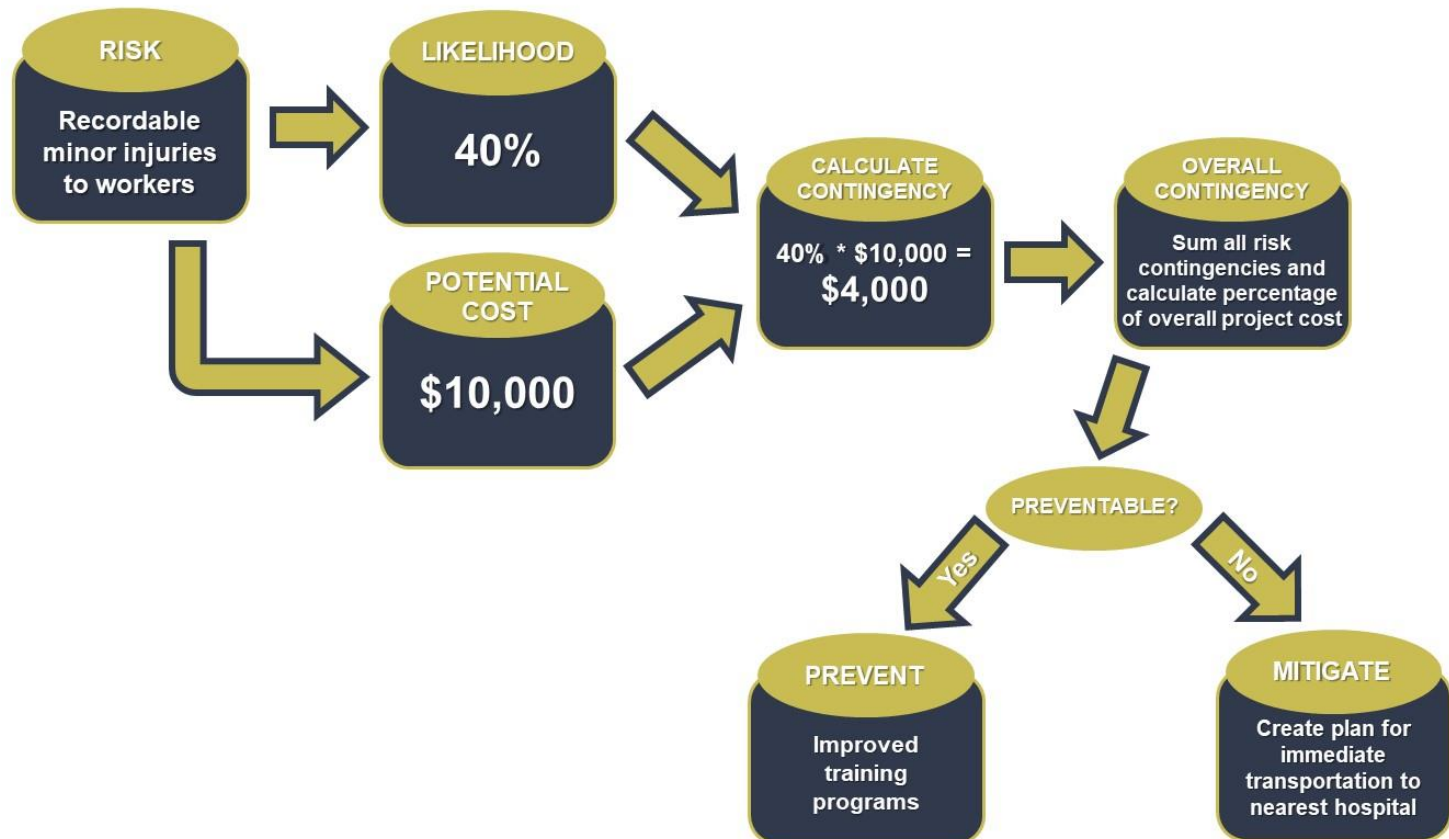 RISK
Recordable
minor injuries
to workers
LIKELIHOOD
40%
POTENTIAL
COST
$10,000
CALCULATE
CONTINGENCY
40% * $10,000 =
$4,000
OVERALL
CONTINGENCY
Sum all risk
contingencies and
calculate percentage
of overall project cost
PREVENTABLE?
Yes
No
PREVENT
Improved
training
programs
MITIGATE
Create plan for
immediate
transportation to
nearest hospital